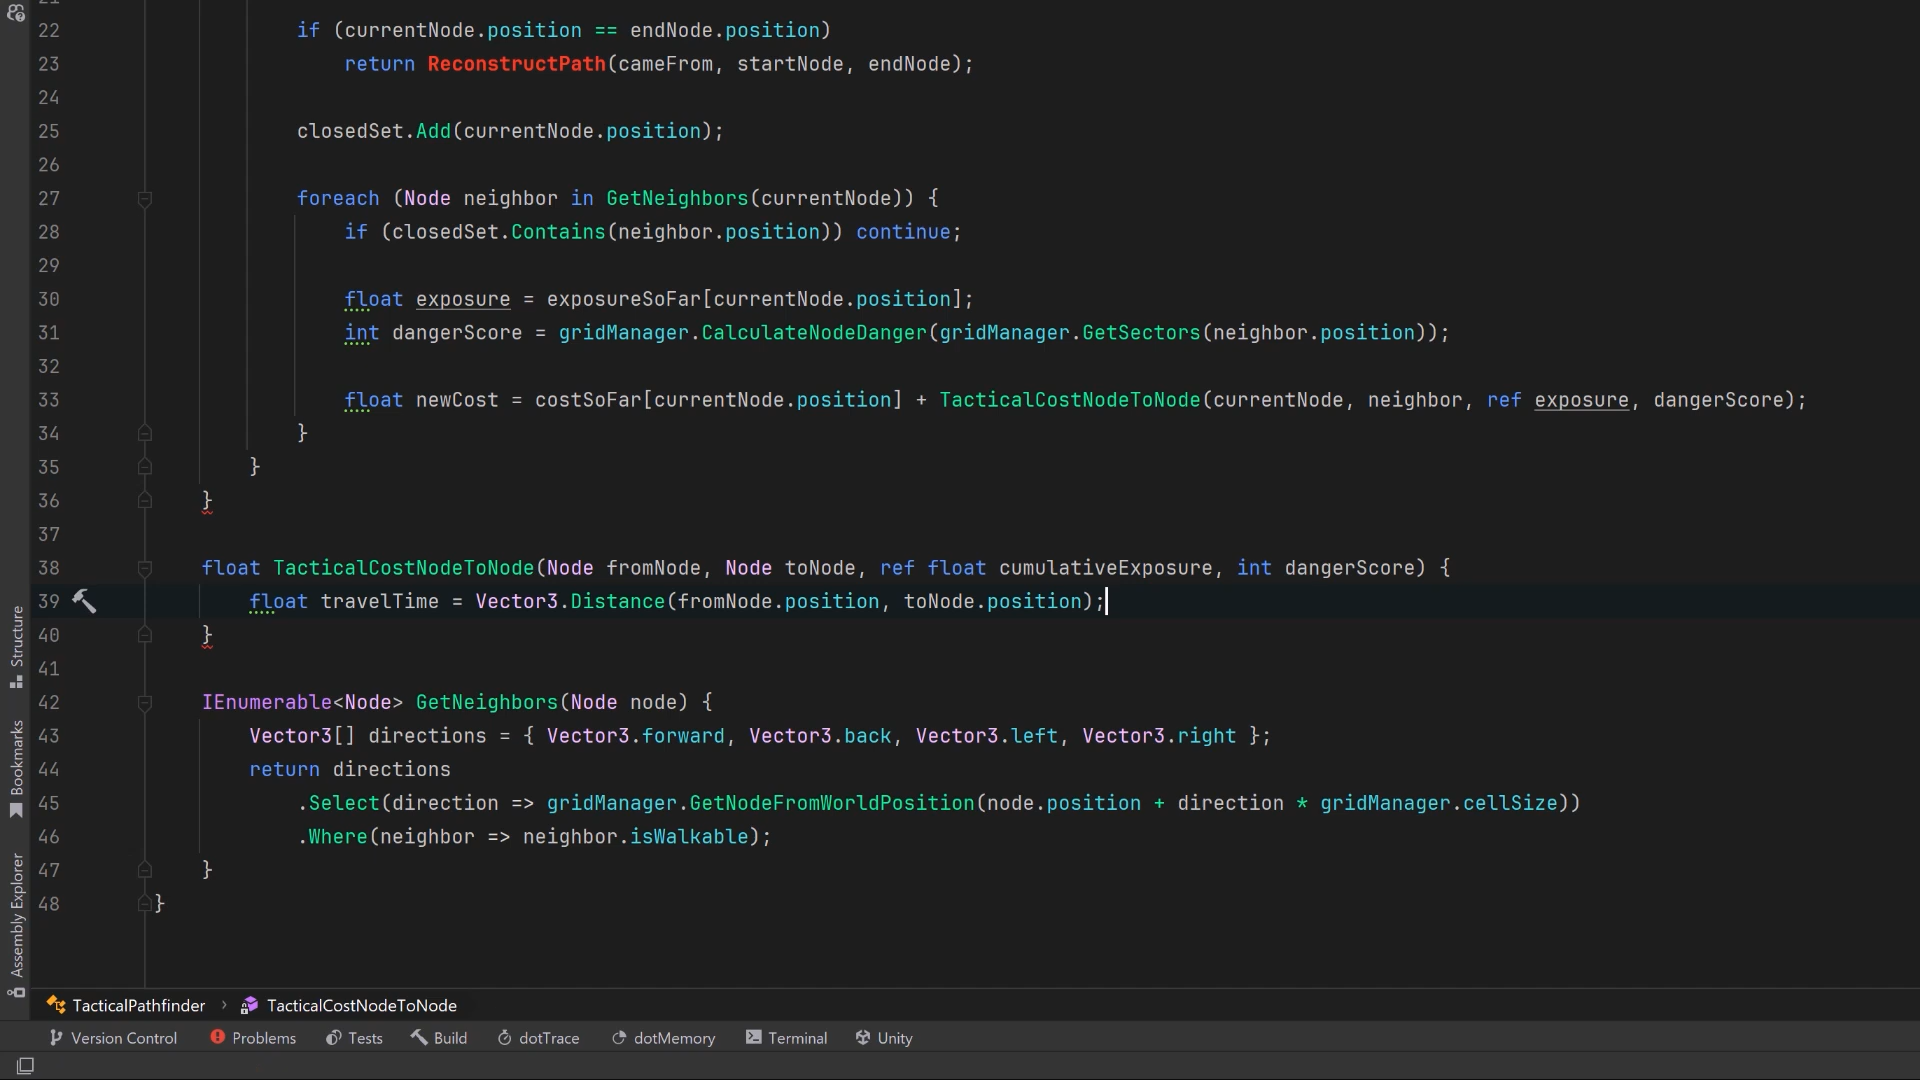 22 if (currentNode.position == endNode.position)
23 return ReconstructPath(cameFrom, startNode, endNode);
24
25 closedSet.Add(currentNode.position);
26
27 foreach (Node neighbor in GetNeighbors(currentNode)) {
28 if (closedSet.Contains(neighbor.position)) continue;
29
30 float exposure = exposureSoFar[currentNode.position];
31 int dangerScore = gridManager.CalculateNodeDanger(gridManager.GetSectors(neighbor.position));
32
33 float newCost = costSoFar[currentNode.position] + TacticalCostNodeToNode(currentNode, neighbor, ref exposure, dangerScore);
34 }
35 }
36 }
37
38 float TacticalCostNodeToNode(Node fromNode, Node toNode, ref float cumulativeExposure, int dangerScore) {
39 float travelTime = Vector3.Distance(fromNode.position, toNode.position);
40 }
41
42 IEnumerable<Node> GetNeighbors(Node node) {
43 Vector3[] directions = { Vector3.forward, Vector3.back, Vector3.left, Vector3.right };
44 return directions
45 .Select(direction => gridManager.GetNodeFromWorldPosition(node.position + direction * gridManager.cellSize))
46 .Where(neighbor => neighbor.isWalkable);
47 }
48 }
Structure
Bookmarks
Assembly Explorer
TacticalPathfinder › TacticalCostNodeToNode
Version Control Problems Tests Build dotTrace dotMemory Terminal Unity